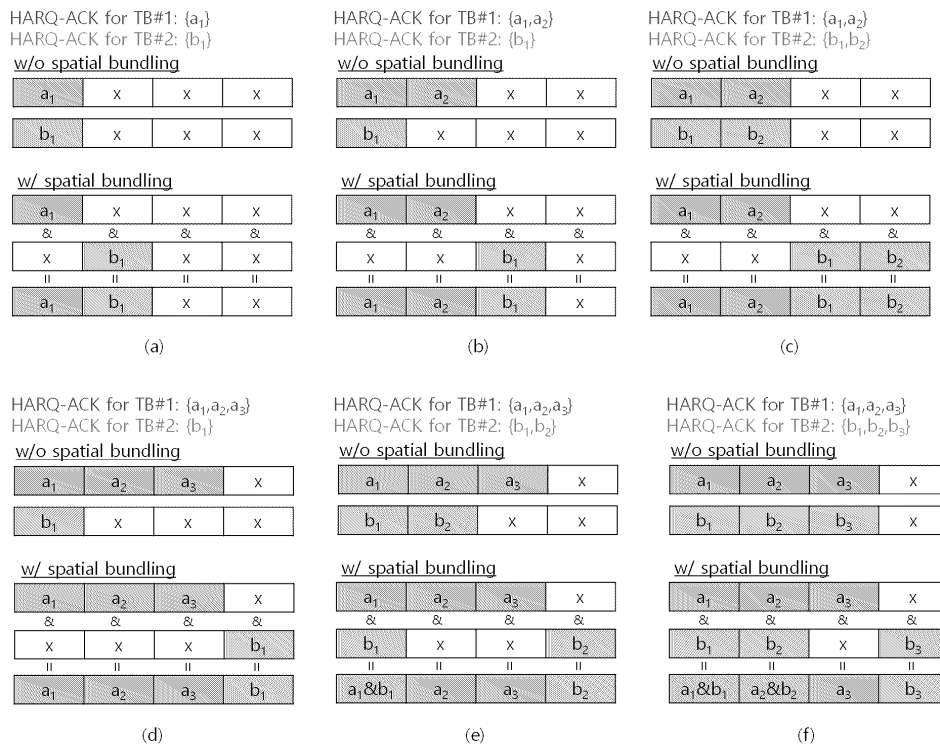 HARQ-ACK for TB#1: {a₁}
HARQ-ACK for TB#2: {b₁}
w/o spatial bundling
a₁ x x x
b₁ x x x
w/ spatial bundling
a₁ x x x
& & & &
x b₁ x x
= = = =
a₁ b₁ x x
(a)
HARQ-ACK for TB#1: {a₁,a₂}
HARQ-ACK for TB#2: {b₁}
w/o spatial bundling
a₁ a₂ x x
b₁ x x x
w/ spatial bundling
a₁ a₂ x x
& & & &
x x b₁ x
= = = =
a₁ a₂ b₁ x
(b)
HARQ-ACK for TB#1: {a₁,a₂}
HARQ-ACK for TB#2: {b₁,b₂}
w/o spatial bundling
a₁ a₂ x x
b₁ b₂ x x
w/ spatial bundling
a₁ a₂ x x
& & & &
x x b₁ b₂
= = = =
a₁ a₂ b₁ b₂
(c)
HARQ-ACK for TB#1: {a₁,a₂,a₃}
HARQ-ACK for TB#2: {b₁}
w/o spatial bundling
a₁ a₂ a₃ x
b₁ x x x
w/ spatial bundling
a₁ a₂ a₃ x
& & & &
x x x b₁
= = = =
a₁ a₂ a₃ b₁
(d)
HARQ-ACK for TB#1: {a₁,a₂,a₃}
HARQ-ACK for TB#2: {b₁,b₂}
w/o spatial bundling
a₁ a₂ a₃ x
b₁ b₂ x x
w/ spatial bundling
a₁ a₂ a₃ x
& & & &
b₁ x x b₂
= = = =
a₁&b₁ a₂ a₃ b₂
(e)
HARQ-ACK for TB#1: {a₁,a₂,a₃}
HARQ-ACK for TB#2: {b₁,b₂,b₃}
w/o spatial bundling
a₁ a₂ a₃ x
b₁ b₂ b₃ x
w/ spatial bundling
a₁ a₂ a₃ x
& & & &
b₁ b₂ x b₃
= = = =
a₁&b₁ a₂&b₂ a₃ b₃
(f)